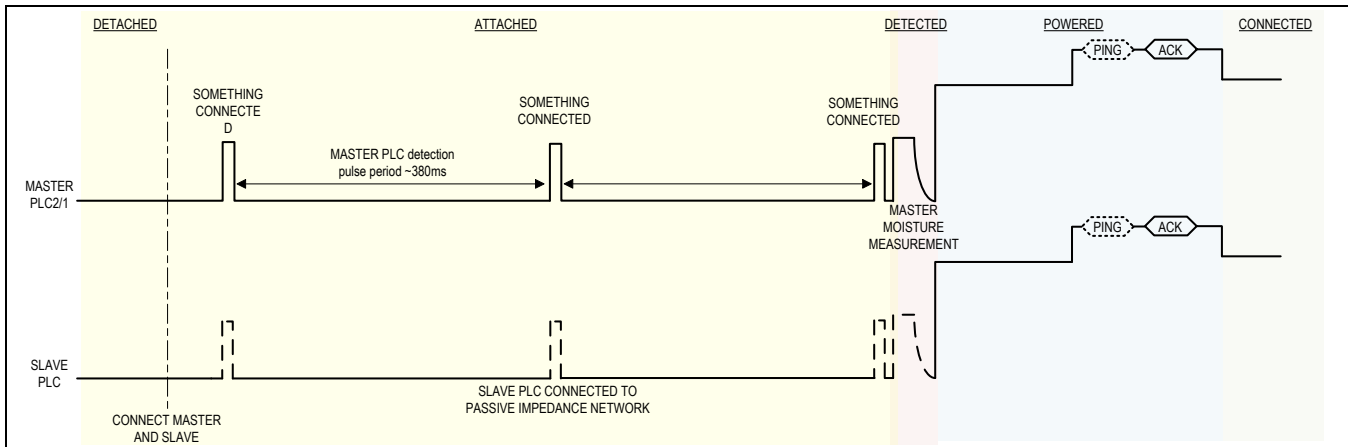 DETACHED
ATTACHED
DETECTED
POWERED
CONNECTED
PING
ACK
SOMETHING
CONNECTE
D
SOMETHING
CONNECTED
SOMETHING
CONNECTED
MASTER PLC detection
pulse period ~380ms
MASTER
PLC2/1
MASTER
MOISTURE
MEASUREMENT
PING
ACK
SLAVE
PLC
SLAVE PLC CONNECTED TO
PASSIVE IMPEDANCE NETWORK
CONNECT MASTER
AND SLAVE